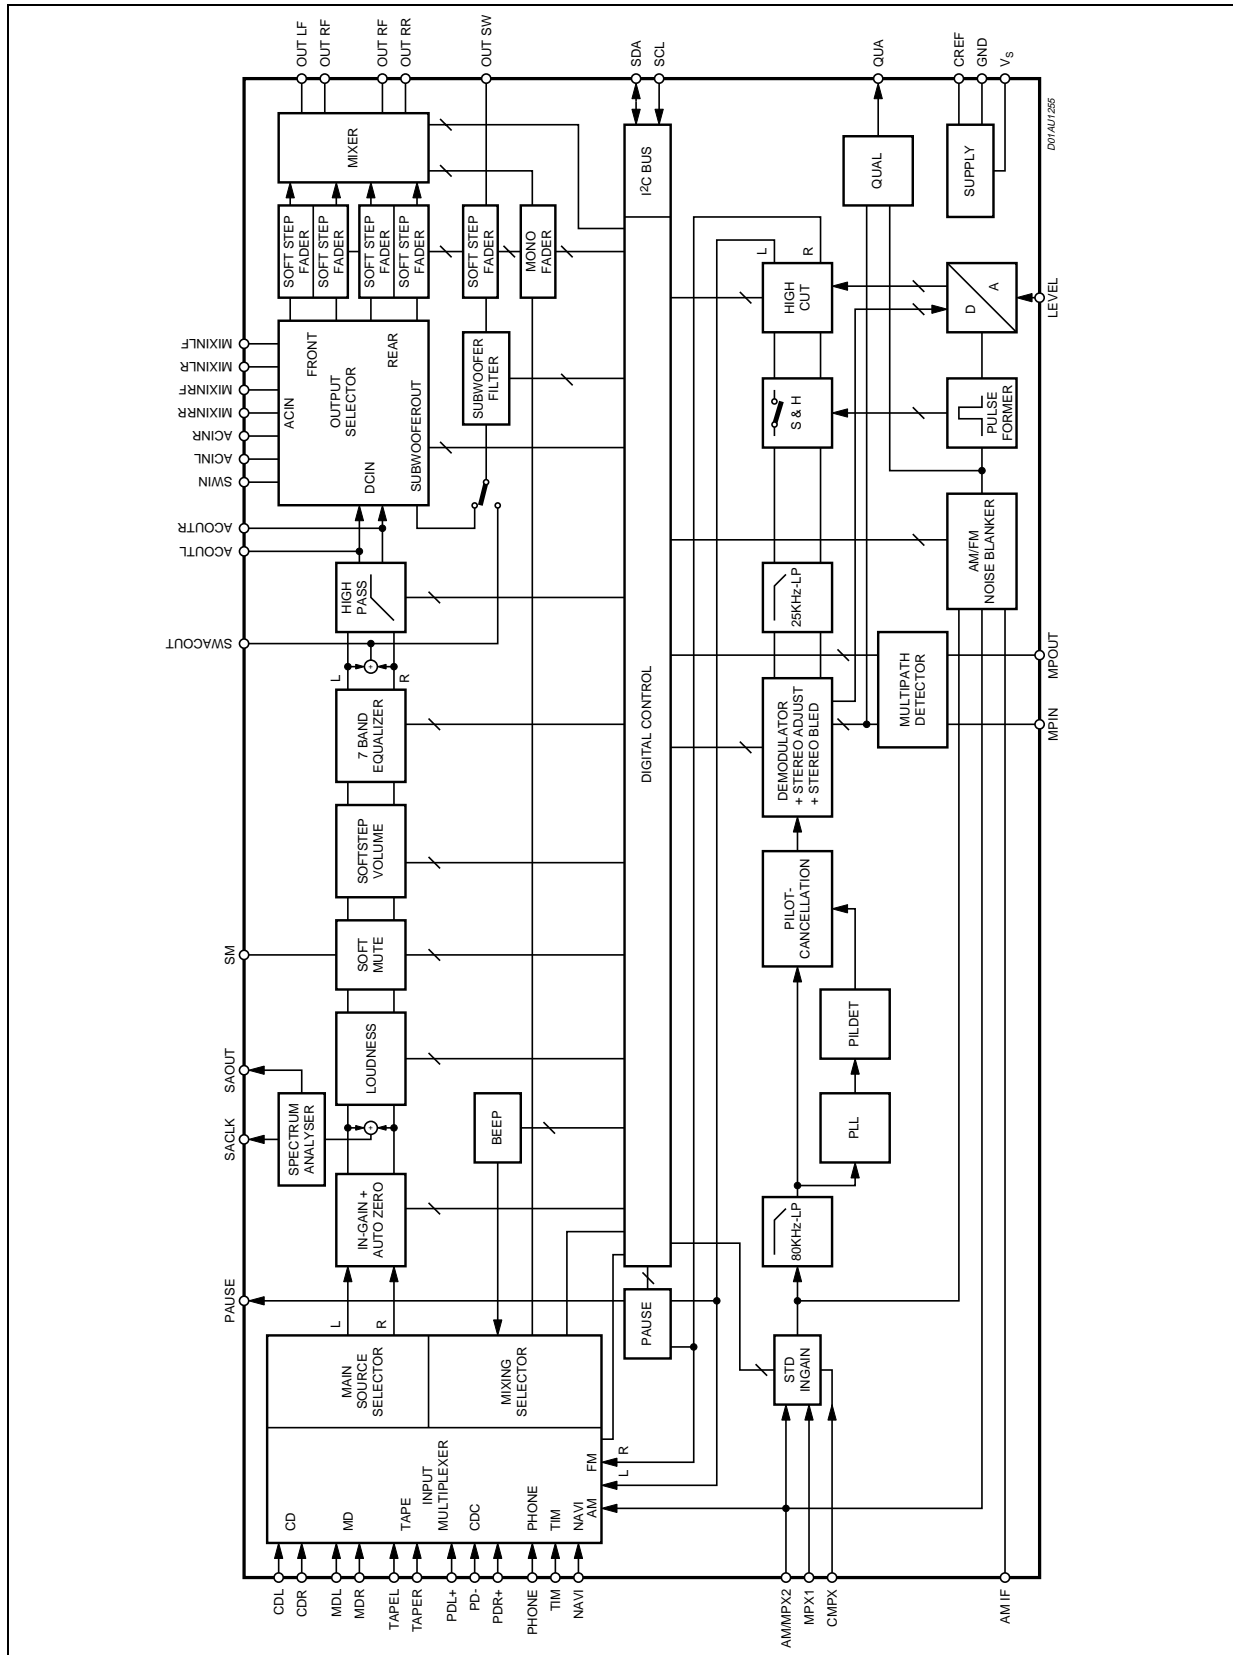 CDL
CDR
MDL
MDR
TAPEL
TAPER
PDL+
PD-
PDR+
PHONE
TIM
NAVI
AM/MPX2
MPX1
CMPX
AM IF
CD
MD
TAPE
INPUT
MULTIPLEXER
CDC
PHONE
TIM
NAVI
AM
L
FM
R
MAIN
SOURCE
SELECTOR
MIXING
SELECTOR
PAUSE
L
R
IN-GAIN +
AUTO ZERO
SACLK
SAOUT
SPECTRUM
ANALYSER
+
LOUDNESS
BEEP
SM
SOFT
MUTE
SOFTSTEP
VOLUME
7 BAND
EQUALIZER
L
R
+
SWACOUT
HIGH
PASS
ACOUTL
ACOUTR
SWIN
ACINL
ACINR
MIXINRR
MIXINRF
MIXINLR
MIXINLF
ACIN
FRONT
OUTPUT
SELECTOR
DCIN
REAR
SUBWOOFEROUT
SUBWOOFER
FILTER
SOFT STEP
FADER
SOFT STEP
FADER
SOFT STEP
FADER
SOFT STEP
FADER
SOFT STEP
FADER
MONO
FADER
MIXER
OUT LF
OUT RF
OUT RF
OUT RR
OUT SW
PAUSE
DIGITAL CONTROL
I²C BUS
SDA
SCL
STD
INGAIN
80KHz-LP
PLL
PILDET
PILOT-
CANCELLATION
DEMODULATOR
+ STEREO ADJUST
+ STEREO BLED
25KHz-LP
S & H
HIGH
CUT
L
R
MULTIPATH
DETECTOR
MPIN
MPOUT
AM/FM
NOISE BLANKER
PULSE
FORMER
D
A
LEVEL
QUAL
QUA
SUPPLY
CREF
GND
VS
D01AU1255